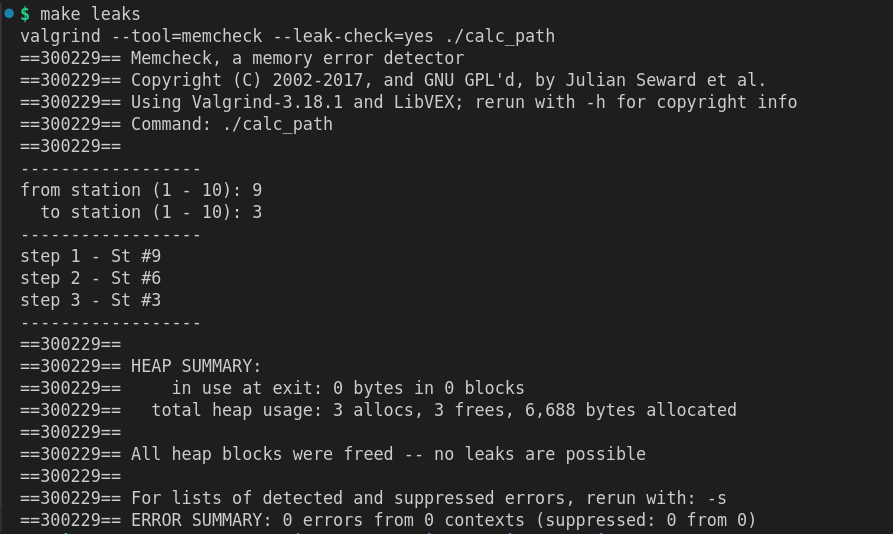 $ make leaks
valgrind --tool=memcheck --leak-check=yes ./calc_path
==300229== Memcheck, a memory error detector
==300229== Copyright (C) 2002-2017, and GNU GPL'd, by Julian Seward et al.
==300229== Using Valgrind-3.18.1 and LibVEX; rerun with -h for copyright info
==300229== Command: ./calc_path
==300229==
------------------
from station (1 - 10): 9
  to station (1 - 10): 3
------------------
step 1 - St #9
step 2 - St #6
step 3 - St #3
------------------
==300229==
==300229== HEAP SUMMARY:
==300229==     in use at exit: 0 bytes in 0 blocks
==300229==   total heap usage: 3 allocs, 3 frees, 6,688 bytes allocated
==300229==
==300229== All heap blocks were freed -- no leaks are possible
==300229==
==300229== For lists of detected and suppressed errors, rerun with: -s
==300229== ERROR SUMMARY: 0 errors from 0 contexts (suppressed: 0 from 0)